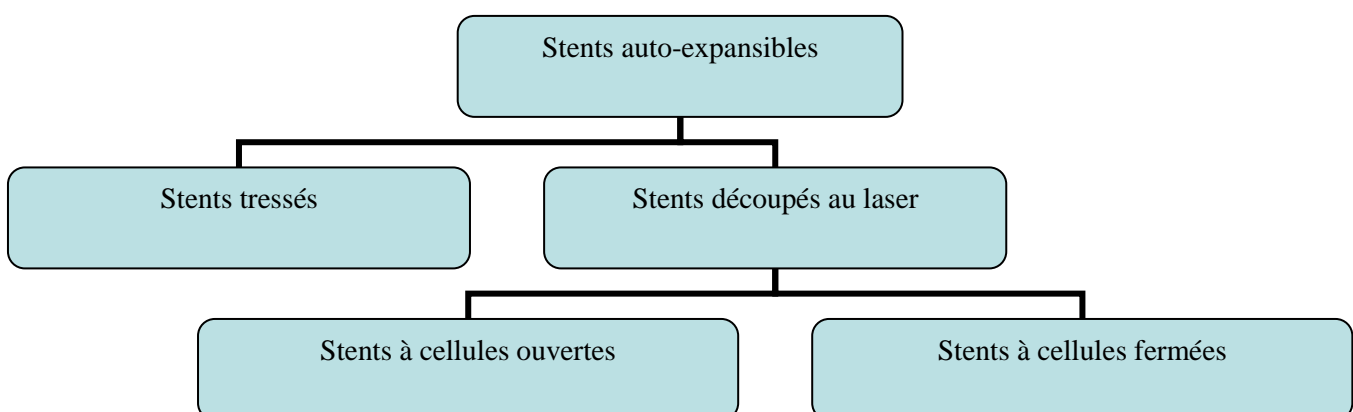 Stents auto-expansibles
Stents tressés
Stents découpés au laser
Stents à cellules ouvertes
Stents à cellules fermées